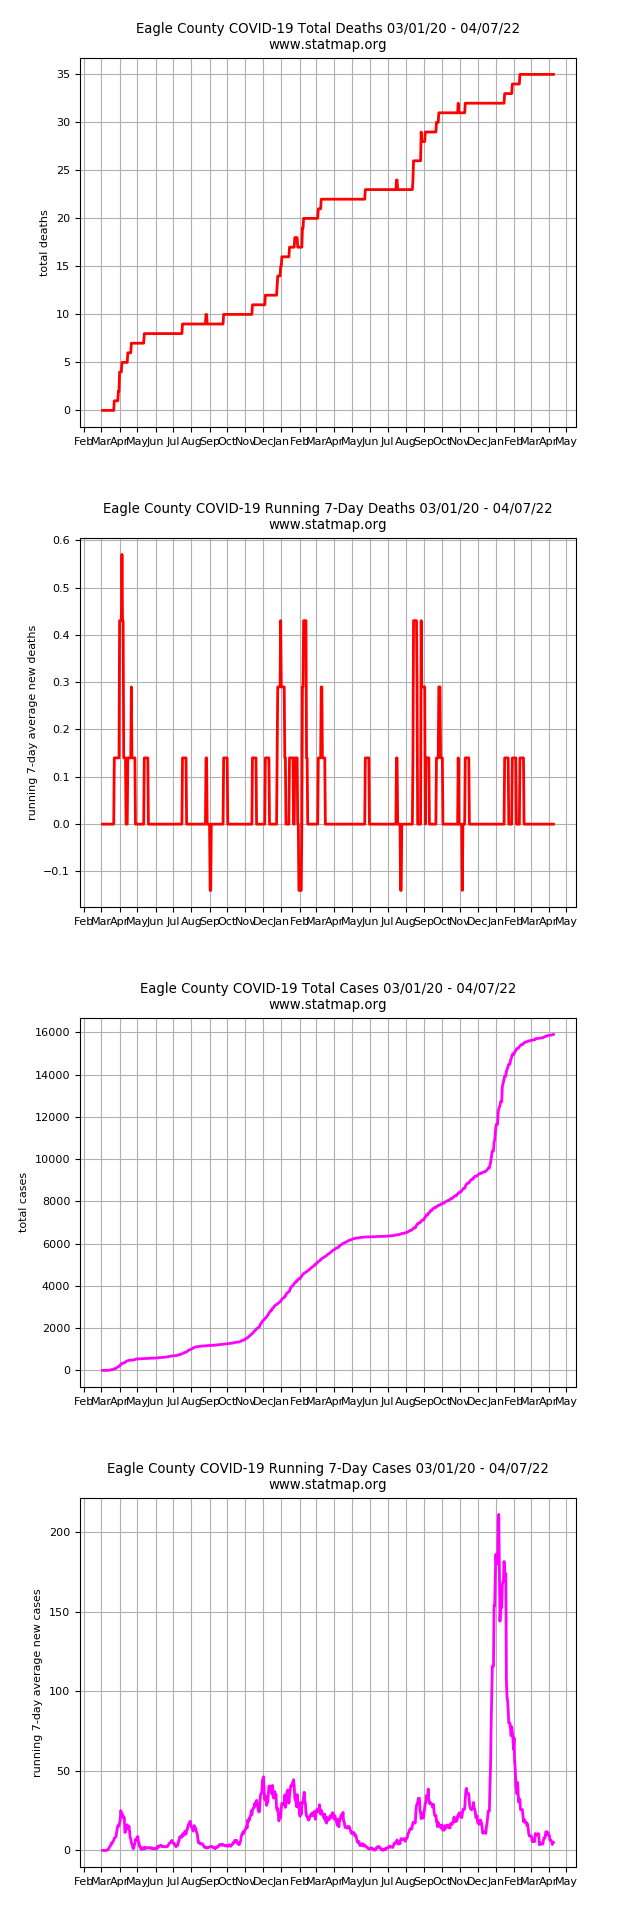 Eagle County COVID-19 Total Deaths 03/01/20 - 04/07/22
www.statmap.org
35
30
25
20
15
10
5
0
total deaths
Feb Mar Apr May Jun Jul Aug Sep Oct Nov Dec Jan Feb Mar Apr May Jun Jul Aug Sep Oct Nov Dec Jan Feb Mar Apr May
Eagle County COVID-19 Running 7-Day Deaths 03/01/20 - 04/07/22
www.statmap.org
0.6
0.5
0.4
0.3
0.2
0.1
0.0
−0.1
running 7-day average new deaths
Feb Mar Apr May Jun Jul Aug Sep Oct Nov Dec Jan Feb Mar Apr May Jun Jul Aug Sep Oct Nov Dec Jan Feb Mar Apr May
Eagle County COVID-19 Total Cases 03/01/20 - 04/07/22
www.statmap.org
16000
14000
12000
10000
8000
6000
4000
2000
0
total cases
Feb Mar Apr May Jun Jul Aug Sep Oct Nov Dec Jan Feb Mar Apr May Jun Jul Aug Sep Oct Nov Dec Jan Feb Mar Apr May
Eagle County COVID-19 Running 7-Day Cases 03/01/20 - 04/07/22
www.statmap.org
200
150
100
50
0
running 7-day average new cases
Feb Mar Apr May Jun Jul Aug Sep Oct Nov Dec Jan Feb Mar Apr May Jun Jul Aug Sep Oct Nov Dec Jan Feb Mar Apr May